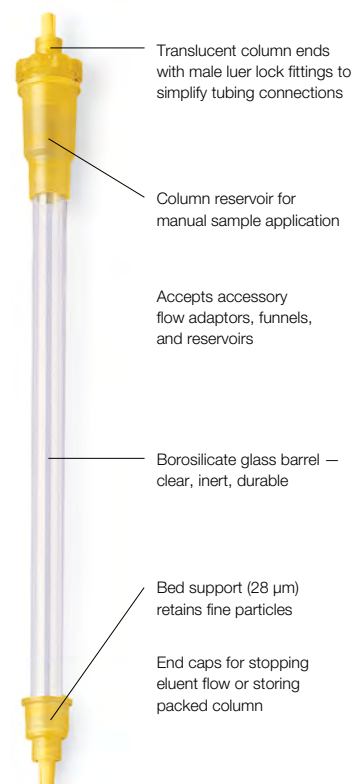 Translucent column ends
with male luer lock fittings to
simplify tubing connections
Column reservoir for
manual sample application
Accepts accessory
flow adaptors, funnels,
and reservoirs
Borosilicate glass barrel —
clear, inert, durable
Bed support (28 µm)
retains fine particles
End caps for stopping
eluent flow or storing
packed column